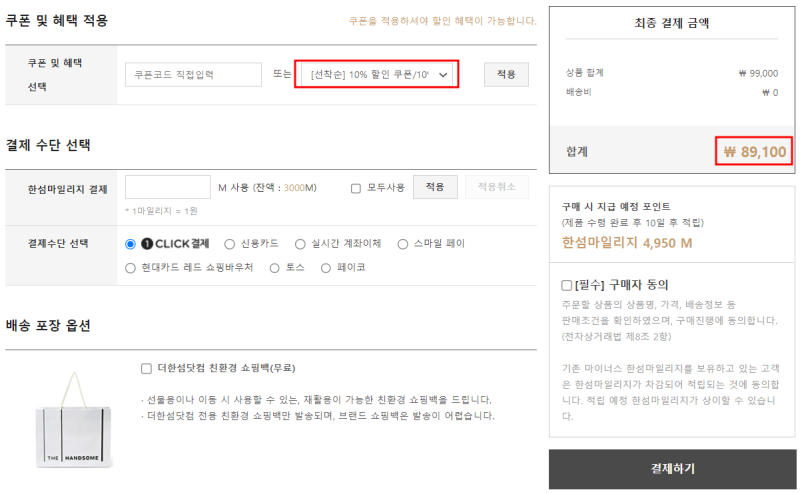 쿠폰 및 혜택 적용
쿠폰을 적용하셔야 할인 혜택이 가능합니다.
쿠폰 및 혜택
선택
쿠폰코드 직접입력
또는
[선착순] 10% 할인 쿠폰/10
적용
결제 수단 선택
한섬마일리지 결제
M 사용 (잔액 : 3000M)
모두사용
적용
적용취소
* 1마일리지 = 1원
결제수단 선택
1 CLICK결제
신용카드
실시간 계좌이체
스마일 페이
현대카드 레드 쇼핑바우처
토스
페이코
배송 포장 옵션
더한섬닷컴 친환경 쇼핑백(무료)
· 선물용이나 이동 시 사용할 수 있는, 재활용이 가능한 친환경 쇼핑백을 드립니다.
· 더한섬닷컴 전용 친환경 쇼핑백만 발송되며, 브랜드 쇼핑백은 발송이 어렵습니다.
THE HANDSOME
최종 결제 금액
상품 합계
₩ 99,000
배송비
₩ 0
합계
₩ 89,100
구매 시 지급 예정 포인트
(제품 수령 완료 후 10일 후 적립)
한섬마일리지 4,950 M
[필수] 구매자 동의
주문할 상품의 상품명, 가격, 배송정보 등
판매조건을 확인하였으며, 구매진행에 동의합니다.
(전자상거래법 제8조 2항)
기존 마이너스 한섬마일리지를 보유하고 있는 고객
은 한섬마일리지가 차감되어 적립되는 것에 동의합
니다. 적립 예정 한섬마일리지가 상이할 수 있습니
다.
결제하기